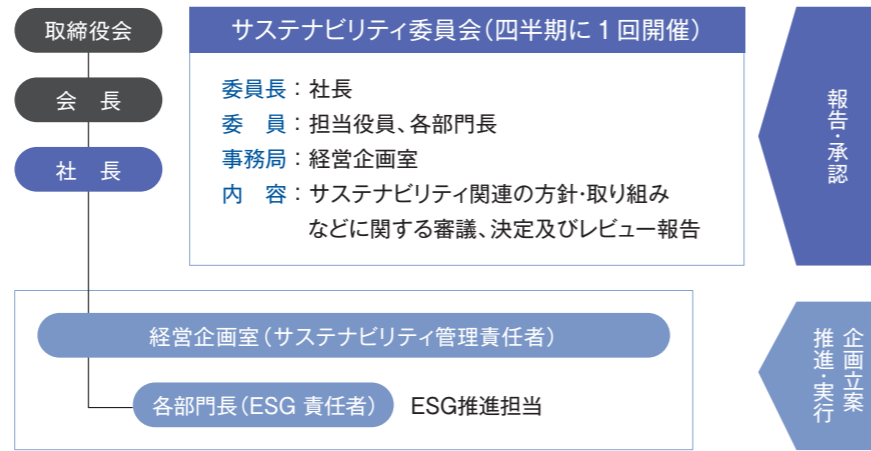 取締役会
会　長
社　長
サステナビリティ委員会（四半期に 1 回開催）
委員長：社長
委　員：担当役員、各部門長
事務局：経営企画室
内　容：サステナビリティ関連の方針・取り組み
などに関する審議、決定及びレビュー報告
報告・承認
経営企画室（サステナビリティ管理責任者）
各部門長（ESG 責任者）
ESG推進担当
企画立案
推進・実行